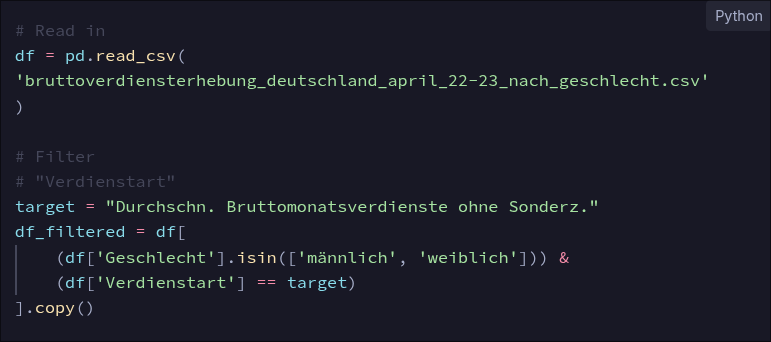 Python
# Read in
df = pd.read_csv(
'bruttoverdiensterhebung_deutschland_april_22-23_nach_geschlecht.csv'
)
# Filter
# "Verdienstart"
target = "Durchschn. Bruttomonatsverdienste ohne Sonderz."
df_filtered = df[
    (df['Geschlecht'].isin(['männlich', 'weiblich'])) &
    (df['Verdienstart'] == target)
].copy()